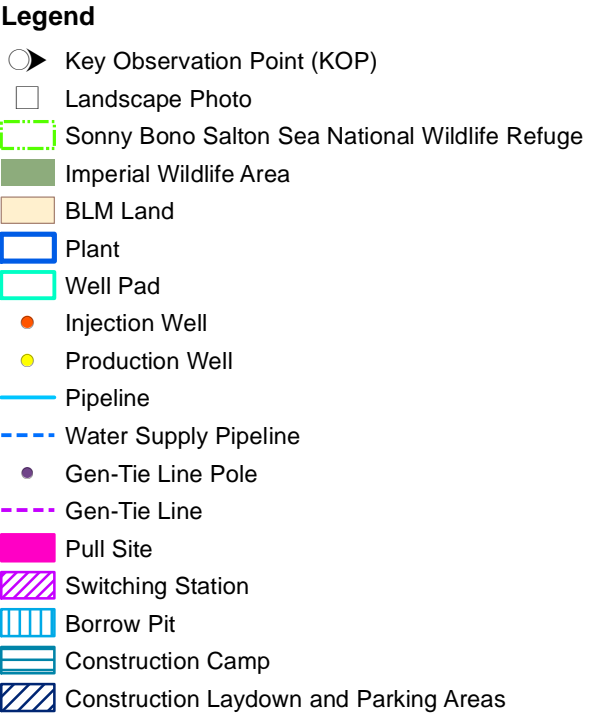 Legend
Key Observation Point (KOP)
Landscape Photo
Sonny Bono Salton Sea National Wildlife Refuge
Imperial Wildlife Area
BLM Land
Plant
Well Pad
Injection Well
Production Well
Pipeline
Water Supply Pipeline
Gen-Tie Line Pole
Gen-Tie Line
Pull Site
Switching Station
Borrow Pit
Construction Camp
Construction Laydown and Parking Areas